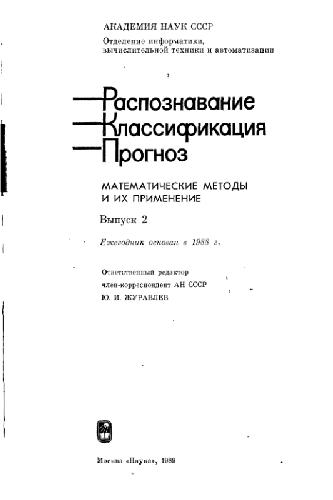 АКАДЕМИЯ НАУК СССР
Отделение информатики,
вычислительной техники и автоматизации
Распознавание
Классификация
Прогноз
МАТЕМАТИЧЕСКИЕ МЕТОДЫ
И ИХ ПРИМЕНЕНИЕ
Выпуск 2
Ежегодник основан в 1988 г.
Ответственный редактор
член-корреспондент АН СССР
Ю. И. ЖУРАВЛЕВ
Москва «Наука», 1989